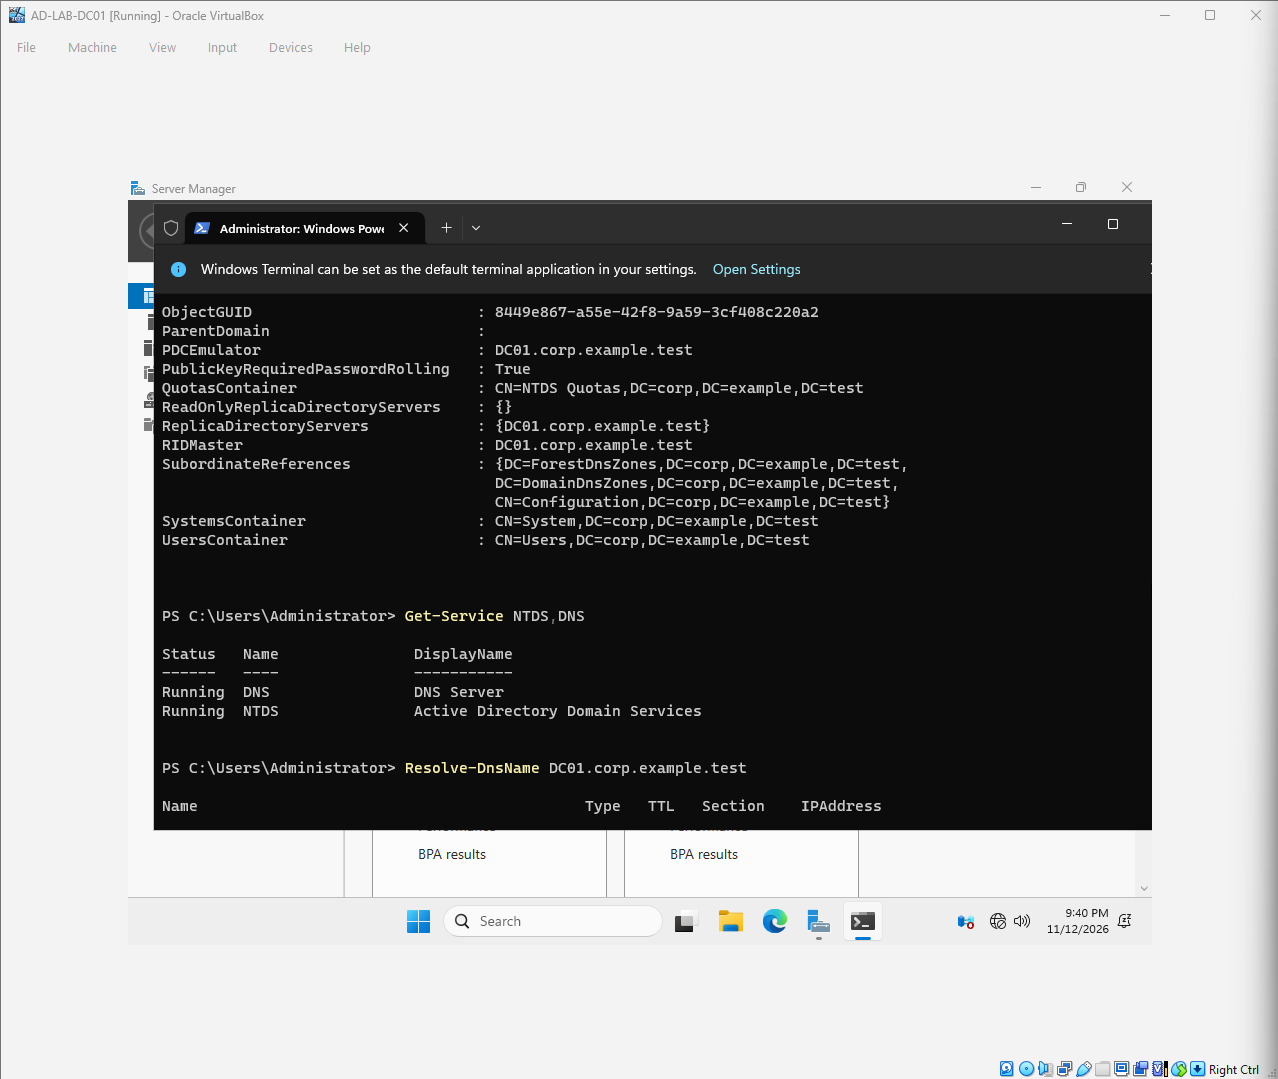 AD-LAB-DC01 [Running] - Oracle VirtualBox
File Machine View Input Devices Help
Server Manager
Administrator: Windows Powe
Windows Terminal can be set as the default terminal application in your settings. Open Settings
ObjectGUID : 8449e867-a55e-42f8-9a59-3cf408c220a2
ParentDomain :
PDCEmulator : DC01.corp.example.test
PublicKeyRequiredPasswordRolling : True
QuotasContainer : CN=NTDS Quotas,DC=corp,DC=example,DC=test
ReadOnlyReplicaDirectoryServers : {}
ReplicaDirectoryServers : {DC01.corp.example.test}
RIDMaster : DC01.corp.example.test
SubordinateReferences : {DC=ForestDnsZones,DC=corp,DC=example,DC=test,
DC=DomainDnsZones,DC=corp,DC=example,DC=test,
CN=Configuration,DC=corp,DC=example,DC=test}
SystemsContainer : CN=System,DC=corp,DC=example,DC=test
UsersContainer : CN=Users,DC=corp,DC=example,DC=test
PS C:\Users\Administrator> Get-Service NTDS,DNS
Status Name DisplayName
------ ---- -----------
Running DNS DNS Server
Running NTDS Active Directory Domain Services
PS C:\Users\Administrator> Resolve-DnsName DC01.corp.example.test
Name Type TTL Section IPAddress
Performance Performance
BPA results BPA results
Search
9:40 PM
11/12/2026
Right Ctrl